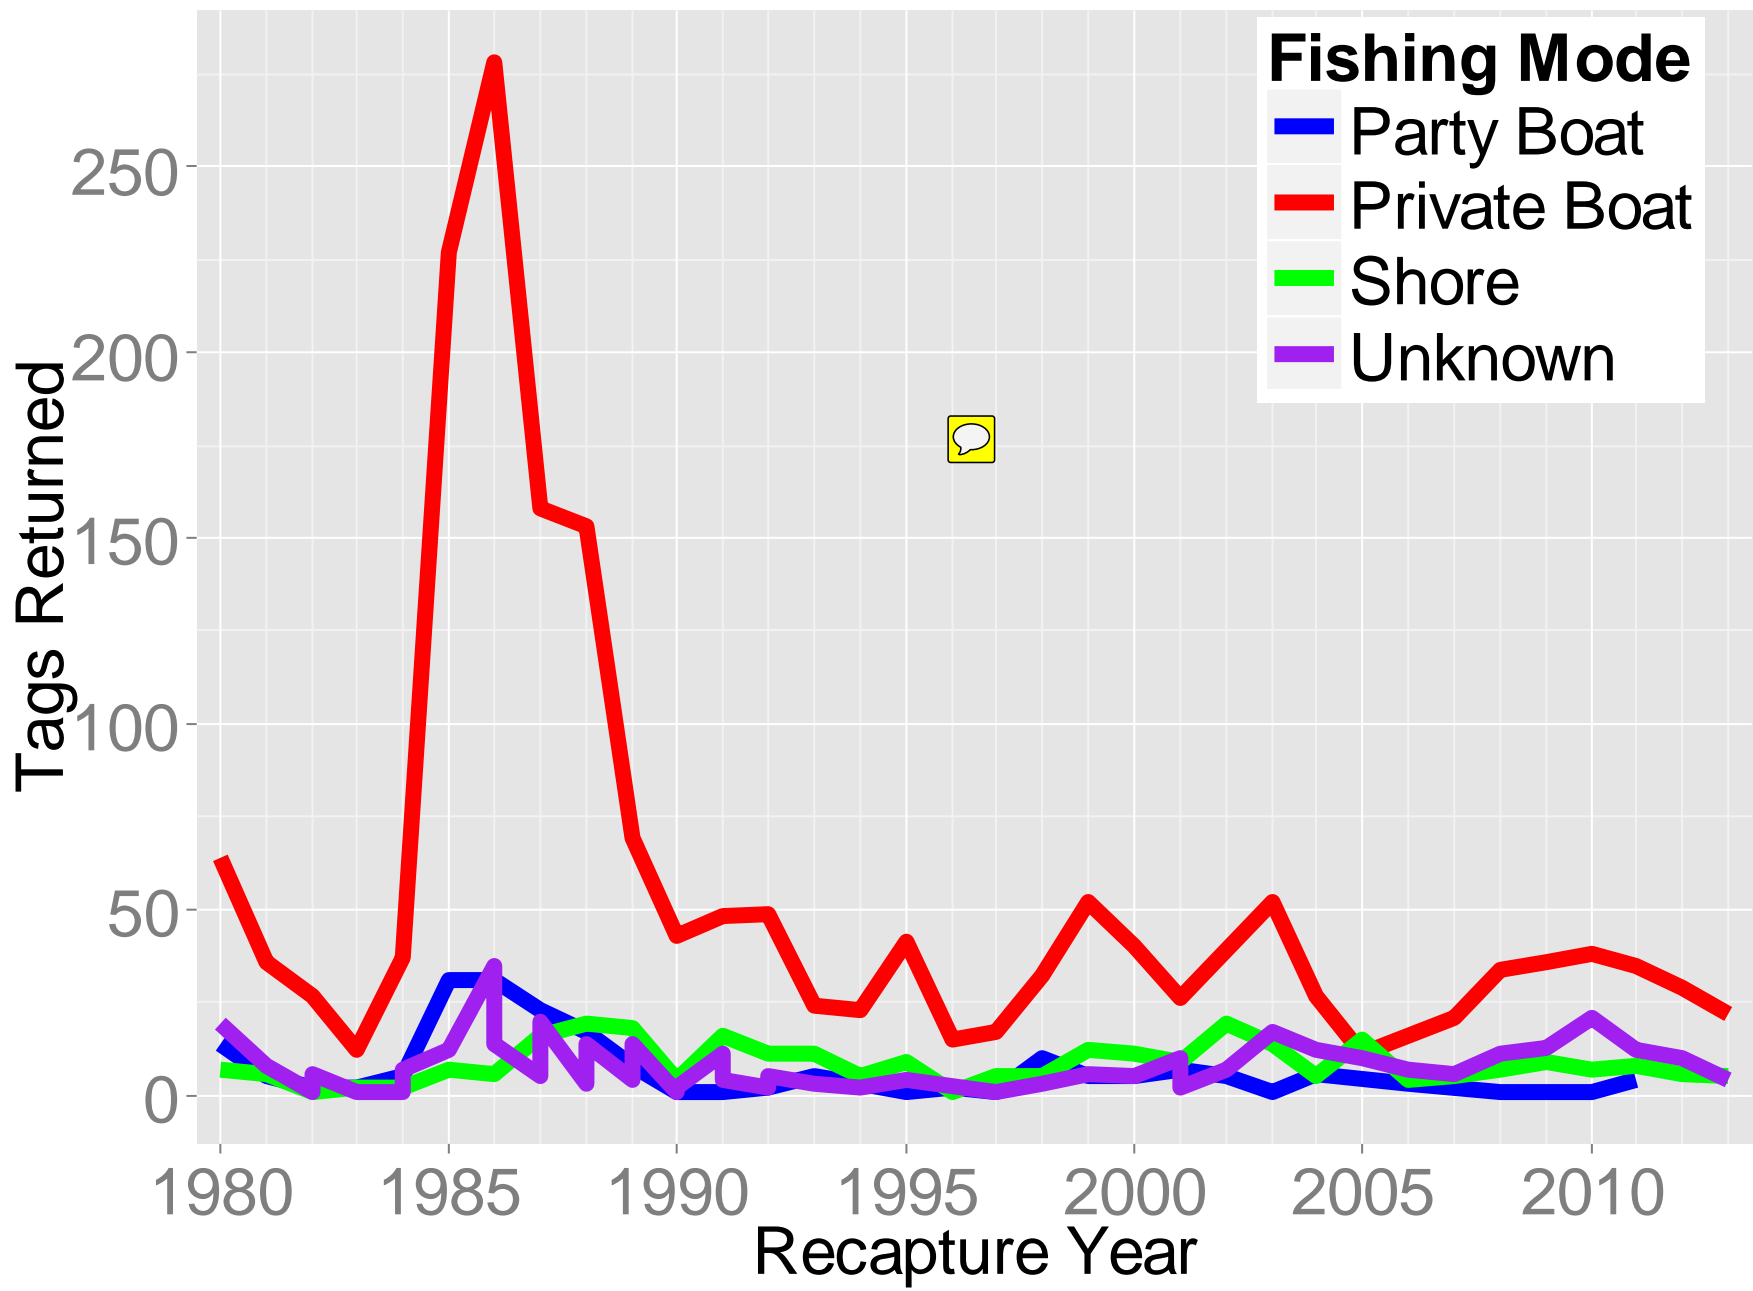 Fishing Mode
Party Boat
Private Boat
Shore
Unknown
Tags Returned
250
200
150
100
50
0
1980 1985 1990 1995 2000 2005 2010
Recapture Year